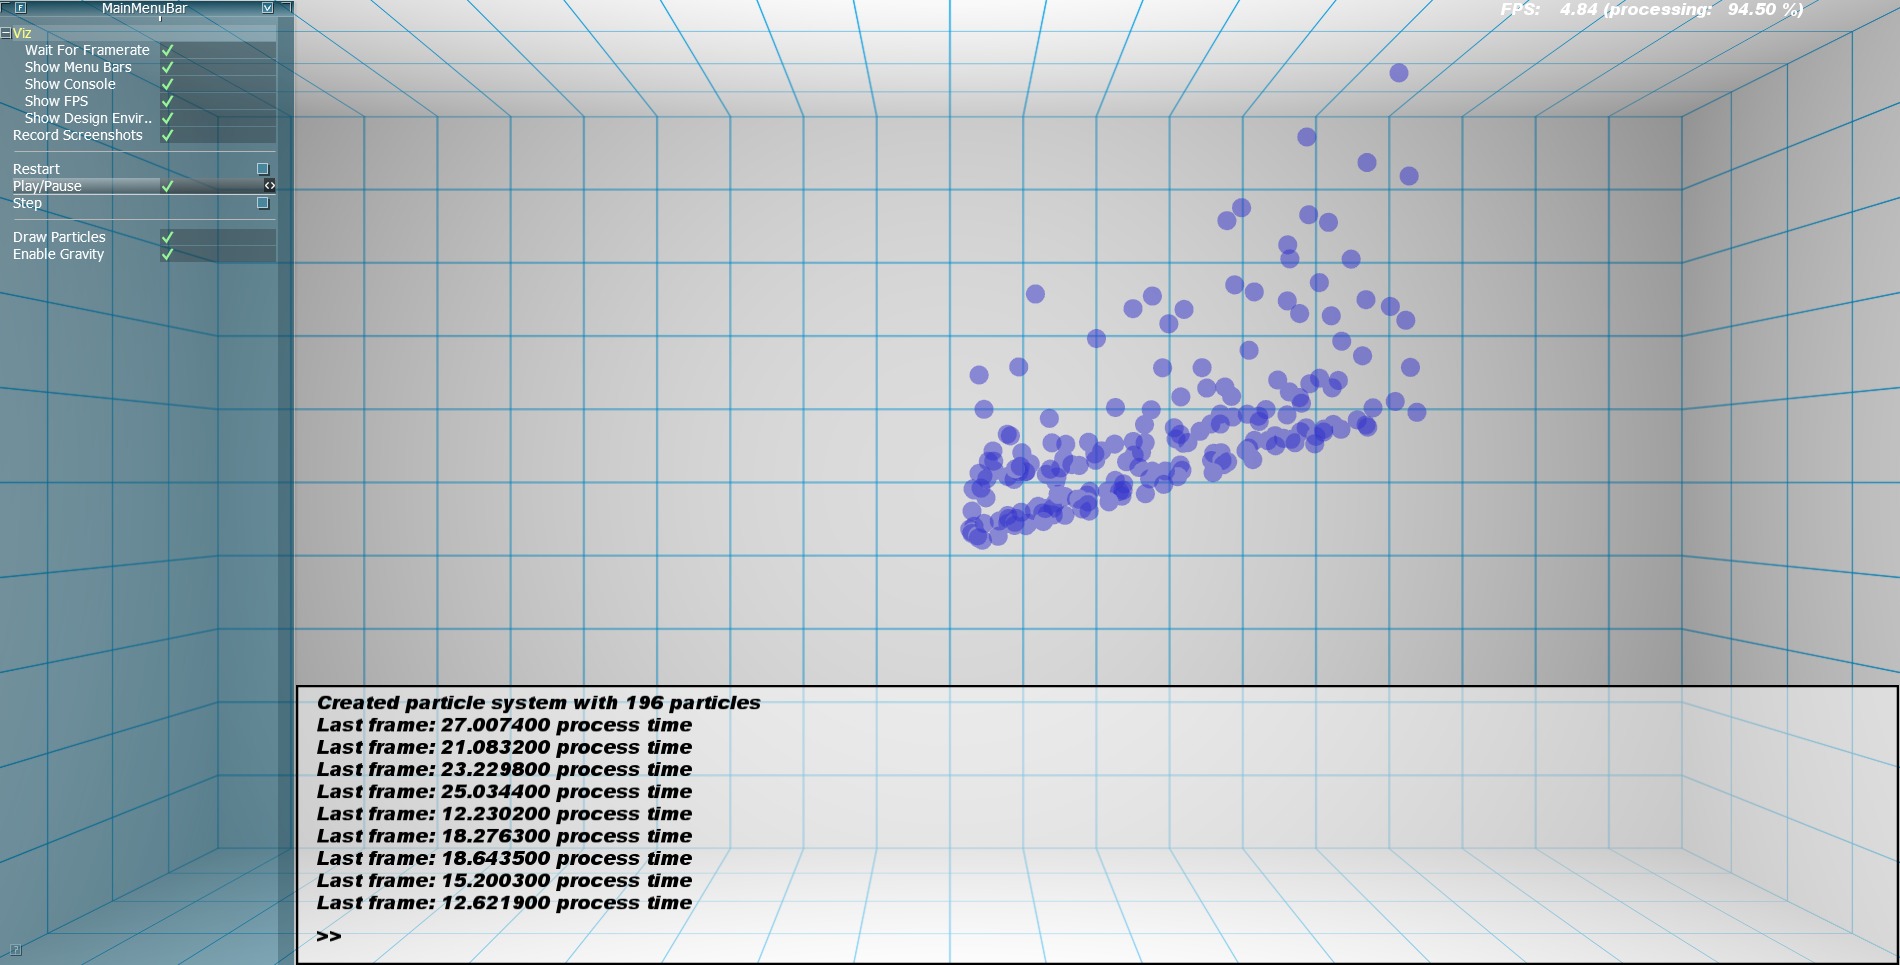 MainMenuBar
FPS: 4.84 (processing: 94.50 %)
Viz
Wait For Framerate
Show Menu Bars
Show Console
Show FPS
Show Design Envir..
Record Screenshots
Restart
Play/Pause
Step
Draw Particles
Enable Gravity
Created particle system with 196 particles
Last frame: 27.007400 process time
Last frame: 21.083200 process time
Last frame: 23.229800 process time
Last frame: 25.034400 process time
Last frame: 12.230200 process time
Last frame: 18.276300 process time
Last frame: 18.643500 process time
Last frame: 15.200300 process time
Last frame: 12.621900 process time
>>